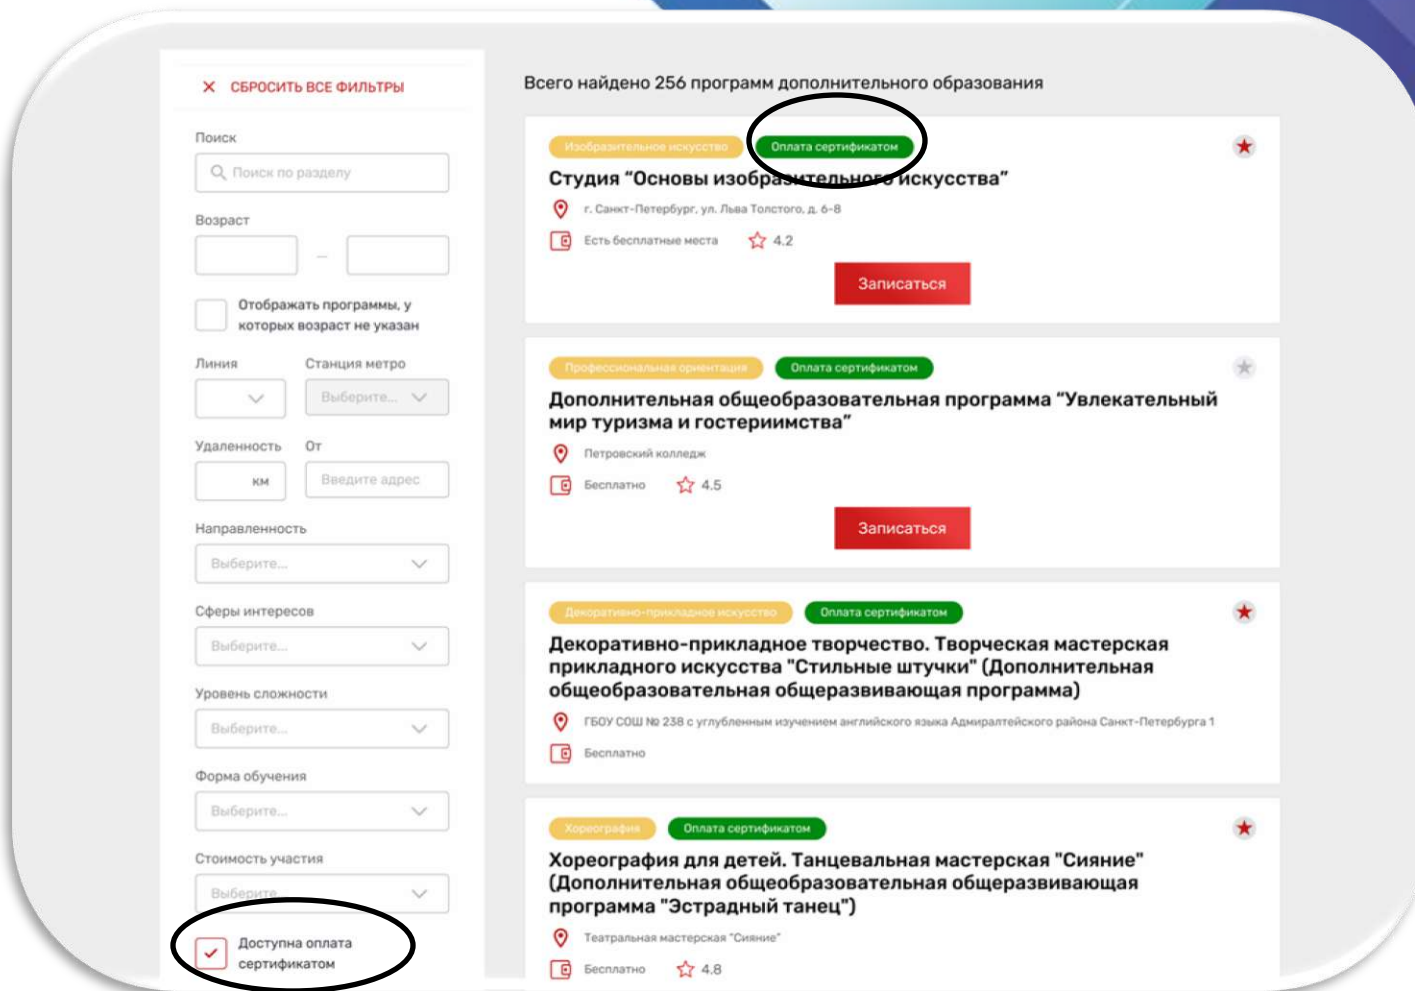 СБРОСИТЬ ВСЕ ФИЛЬТРЫ
Поиск
Поиск по разделу
Возраст
–
Отображать программы, у
которых возраст не указан
Линия
Станция метро
Выберите...
Удаленность
От
км
Введите адрес
Направленность
Выберите...
Сферы интересов
Выберите...
Уровень сложности
Выберите...
Форма обучения
Выберите...
Стоимость участия
Выберите...
Доступна оплата
сертификатом
Всего найдено 256 программ дополнительного образования
Изобразительное искусство
Оплата сертификатом
Студия “Основы изобразительного искусства”
г. Санкт-Петербург, ул. Льва Толстого, д. 6-8
Есть бесплатные места
4.2
Записаться
Профессиональная ориентация
Оплата сертификатом
Дополнительная общеобразовательная программа “Увлекательный
мир туризма и гостериимства”
Петровский колледж
Бесплатно
4.5
Записаться
Декоративно-прикладное искусство
Оплата сертификатом
Декоративно-прикладное творчество. Творческая мастерская
прикладного искусства "Стильные штучки" (Дополнительная
общеобразовательная общеразвивающая программа)
ГБОУ СОШ № 238 с углубленным изучением английского языка Адмиралтейского района Санкт-Петербурга 1
Бесплатно
Хореография
Оплата сертификатом
Хореография для детей. Танцевальная мастерская "Сияние"
(Дополнительная общеобразовательная общеразвивающая
программа "Эстрадный танец")
Театральная мастерская "Сияние"
Бесплатно
4.8